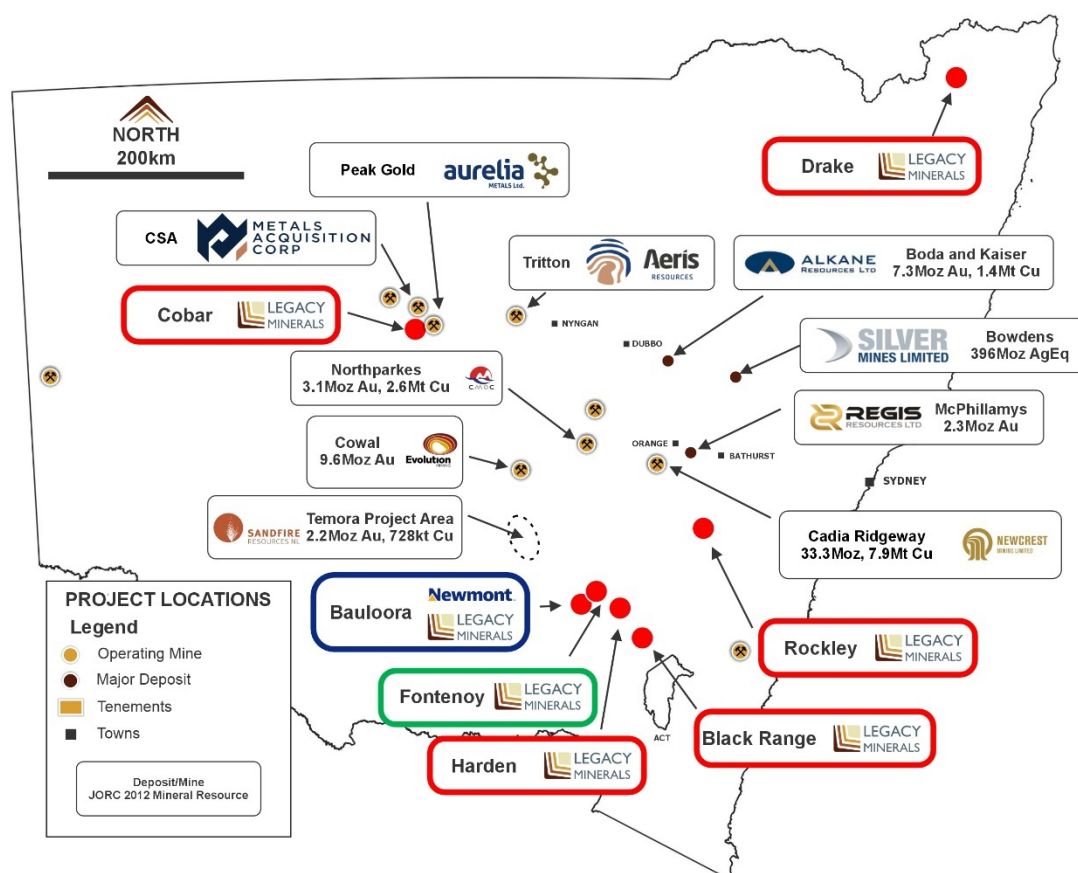 NORTH
200km
Peak Gold
aurelia
METALS Ltd.
CSA
METALS
ACQUISITION
CORP
Cobar
LEGACY
MINERALS
Tritton
Aeris
RESOURCES
Drake
LEGACY
MINERALS
ALKANE
RESOURCES LTD
Boda and Kaiser
7.3Moz Au, 1.4Mt Cu
NYNGAN
DUBBO
SILVER
MINES LIMITED
Bowdens
396Moz AgEq
Northparkes
3.1Moz Au, 2.6Mt Cu
CMOC
REGIS
RESOURCES LTD
McPhillamys
2.3Moz Au
Cowal
9.6Moz Au
Evolution
MINING
ORANGE
BATHURST
SYDNEY
SANDFIRE
RESOURCES NL
Temora Project Area
2.2Moz Au, 728kt Cu
Cadia Ridgeway
33.3Moz, 7.9Mt Cu
NEWCREST
MINING LIMITED
Bauloora
Newmont
LEGACY
MINERALS
Fontenoy
LEGACY
MINERALS
Harden
LEGACY
MINERALS
ACT
Black Range
LEGACY
MINERALS
Rockley
LEGACY
MINERALS
PROJECT LOCATIONS
Legend
Operating Mine
Major Deposit
Tenements
Towns
Deposit/Mine
JORC 2012 Mineral Resource